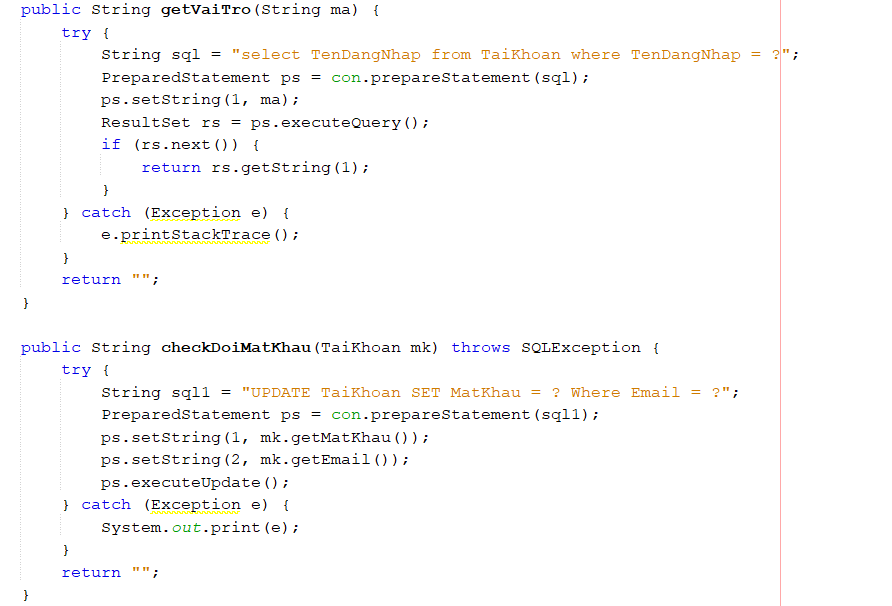 public String getVaiTro(String ma) {
    try {
        String sql = "select TenDangNhap from TaiKhoan where TenDangNhap = ?";
        PreparedStatement ps = con.prepareStatement(sql);
        ps.setString(1, ma);
        ResultSet rs = ps.executeQuery();
        if (rs.next()) {
            return rs.getString(1);
        }
    } catch (Exception e) {
        e.printStackTrace();
    }
    return "";
}

public String checkDoiMatKhau(TaiKhoan mk) throws SQLException {
    try {
        String sql1 = "UPDATE TaiKhoan SET MatKhau = ? Where Email = ?";
        PreparedStatement ps = con.prepareStatement(sql1);
        ps.setString(1, mk.getMatKhau());
        ps.setString(2, mk.getEmail());
        ps.executeUpdate();
    } catch (Exception e) {
        System.out.print(e);
    }
    return "";
}